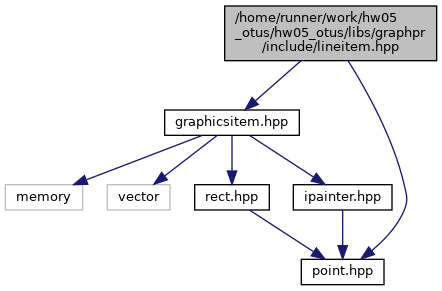 /home/runner/work/hw05
_otus/hw05_otus/libs/graphpr
/include/lineitem.hpp
graphicsitem.hpp
memory
vector
rect.hpp
ipainter.hpp
point.hpp